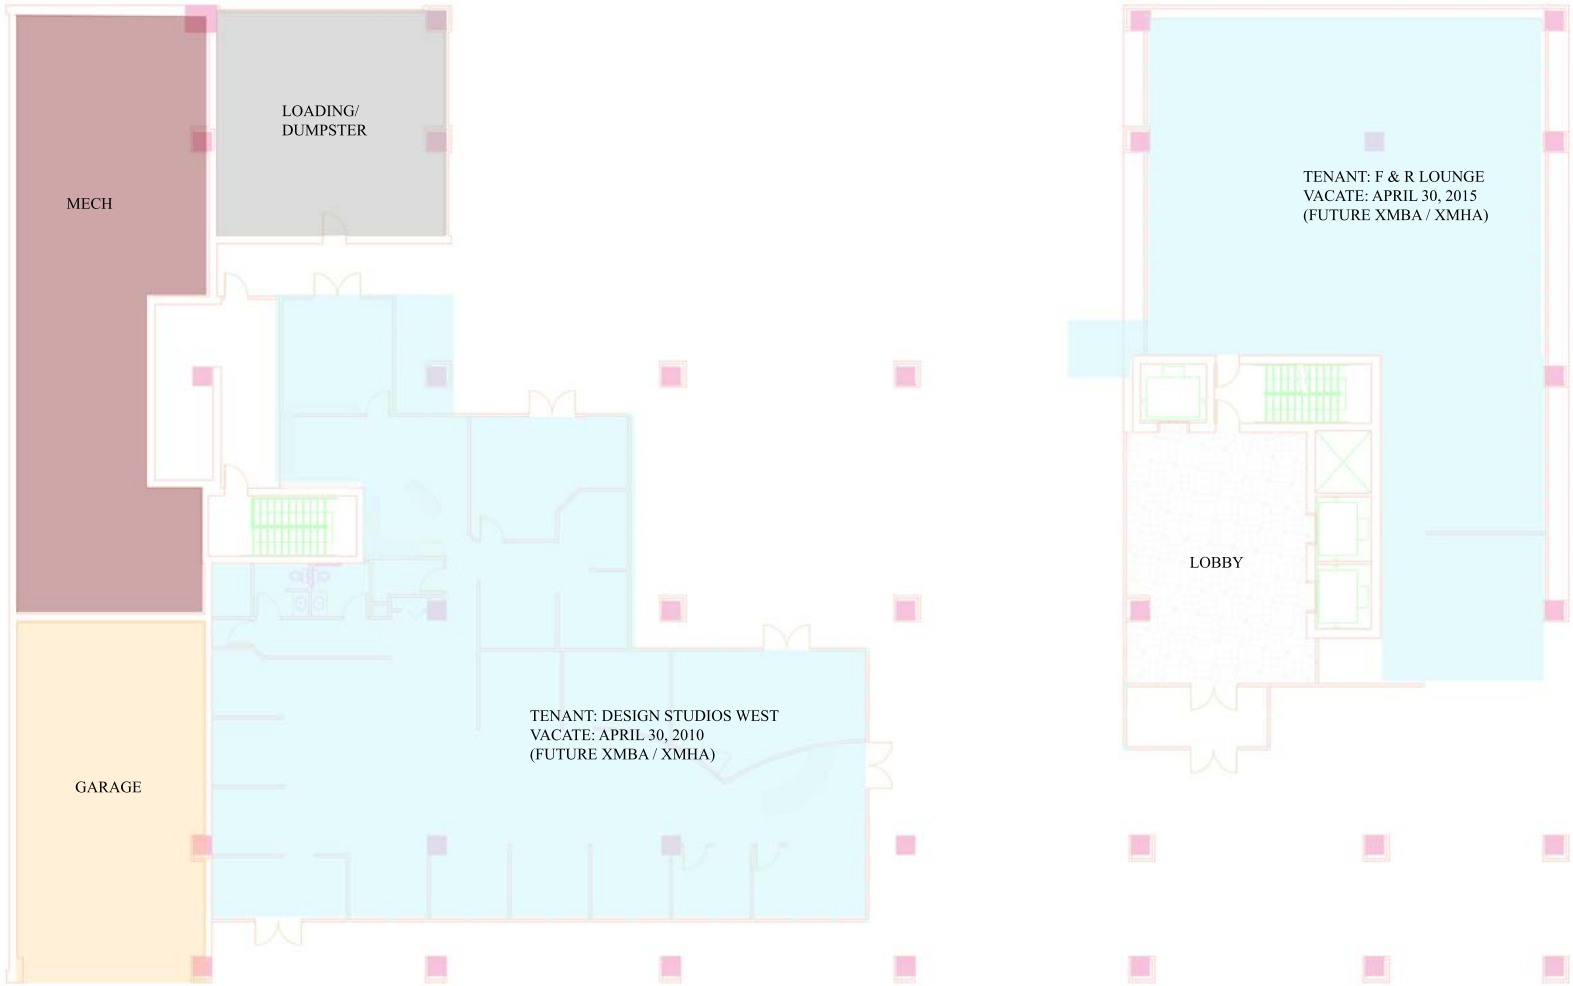 LOADING/
DUMPSTER
MECH
TENANT: F & R LOUNGE
VACATE: APRIL 30, 2015
(FUTURE XMBA / XMHA)
LOBBY
TENANT: DESIGN STUDIOS WEST
VACATE: APRIL 30, 2010
(FUTURE XMBA / XMHA)
GARAGE